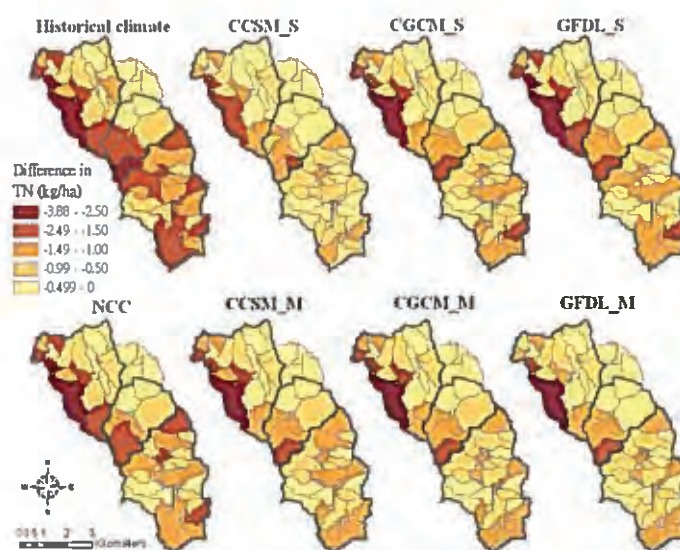 Historical climate CCSM_S CGCM_S GFDL_S
Difference in
TN (kg/ha)
-3.88 - -2.50
-2.49 - -1.50
-1.49 - -1.00
-0.99 - -0.50
-0.499 - 0
NCC CCSM_M CGCM_M GFDL_M
Kilometers